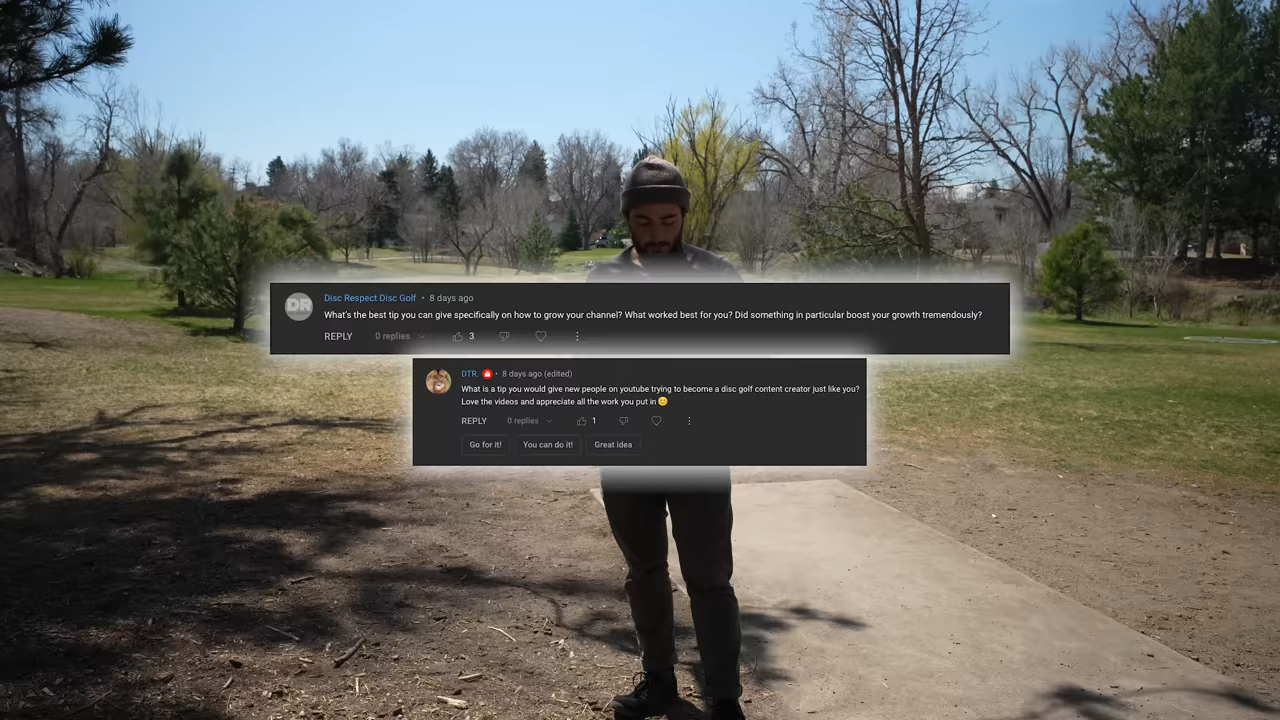 DR
Disc Respect Disc Golf • 8 days ago
What's the best tip you can give specifically on how to grow your channel? What worked best for you? Did something in particular boost your growth tremendously?
REPLY 0 replies 3
DTR • 8 days ago (edited)
What is a tip you would give new people on youtube trying to become a disc golf content creator just like you?
Love the videos and appreciate all the work you put in 😊
REPLY 0 replies 1
Go for it! You can do it! Great idea